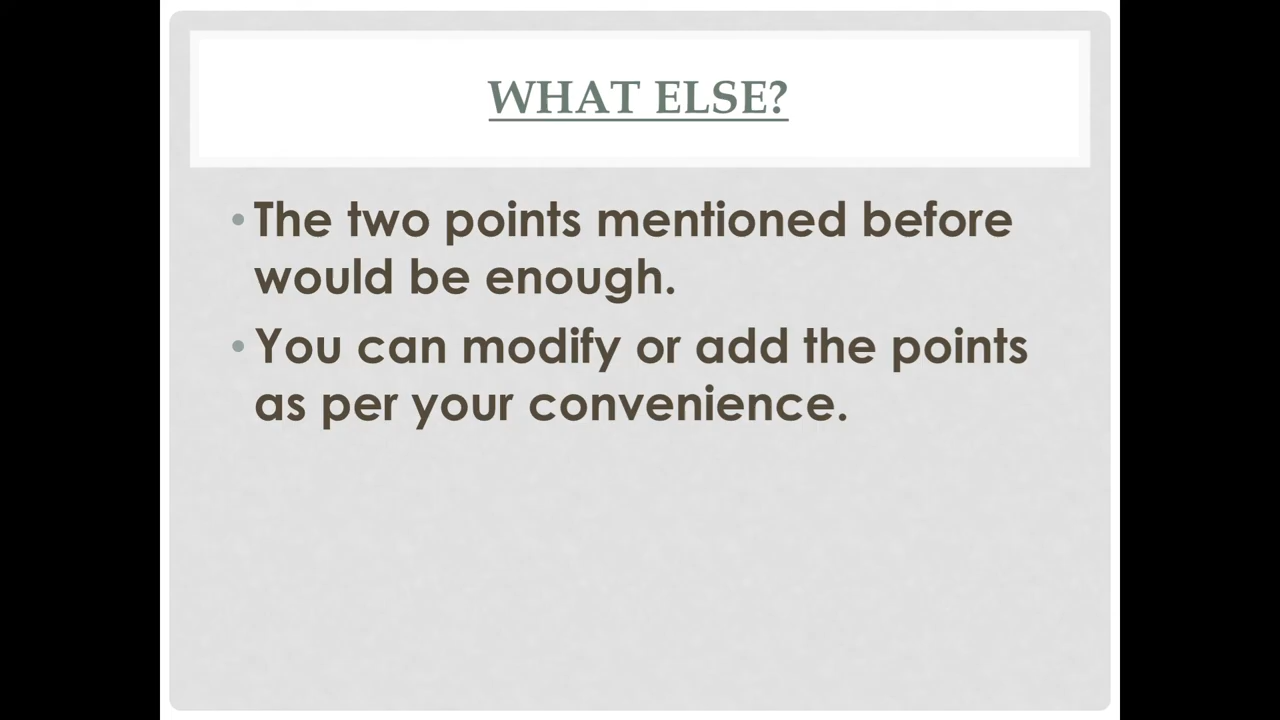 WHAT ELSE?
• The two points mentioned before
would be enough.
• You can modify or add the points
as per your convenience.